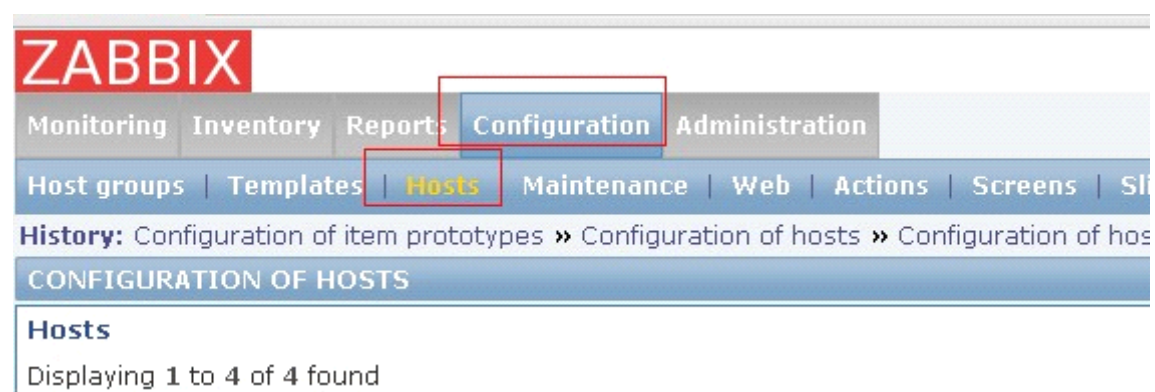 ZABBIX
Monitoring Inventory Reports Configuration Administration
Host groups | Templates | Hosts Maintenance | Web | Actions | Screens | Sli
History: Configuration of item prototypes » Configuration of hosts » Configuration of hos
CONFIGURATION OF HOSTS
Hosts
Displaying 1 to 4 of 4 found